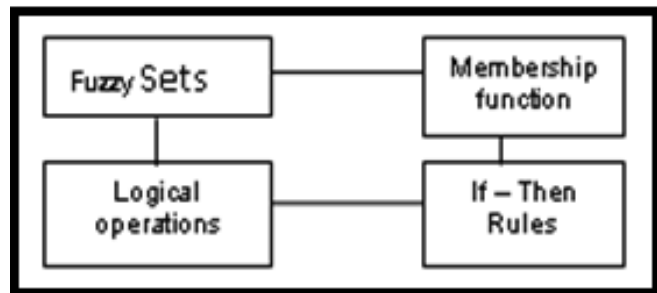 Fuzzy Sets
Membership
function
Logical
operations
If – Then
Rules